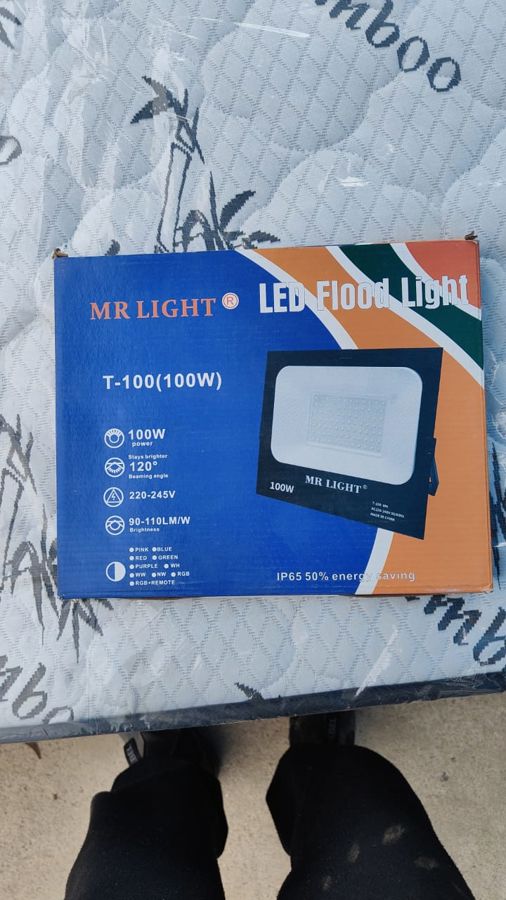 bamboo
MR LIGHT ®
LED Flood Light
T-100(100W)
100W
power
Stays brighter
120°
Beaming angle
220-245V
90-110LM/W
Brightness
● PINK ● BLUE
● RED ● GREEN
● PURPLE ● WH
● WW ● NW ● RGB
● RGB+REMOTE
MR LIGHT ®
100W
IP65 50% energy saving
mboo
mboo